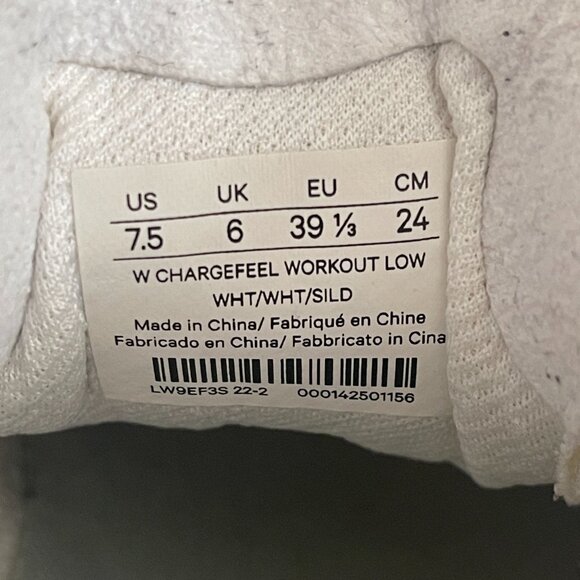 US UK EU CM
7.5 6 39 ⅓ 24
W CHARGEFEEL WORKOUT LOW
WHT/WHT/SILD
Made in China/ Fabriqué en Chine
Fabricado en China/ Fabbricato in Cina
LW9EF3S 22-2 000142501156